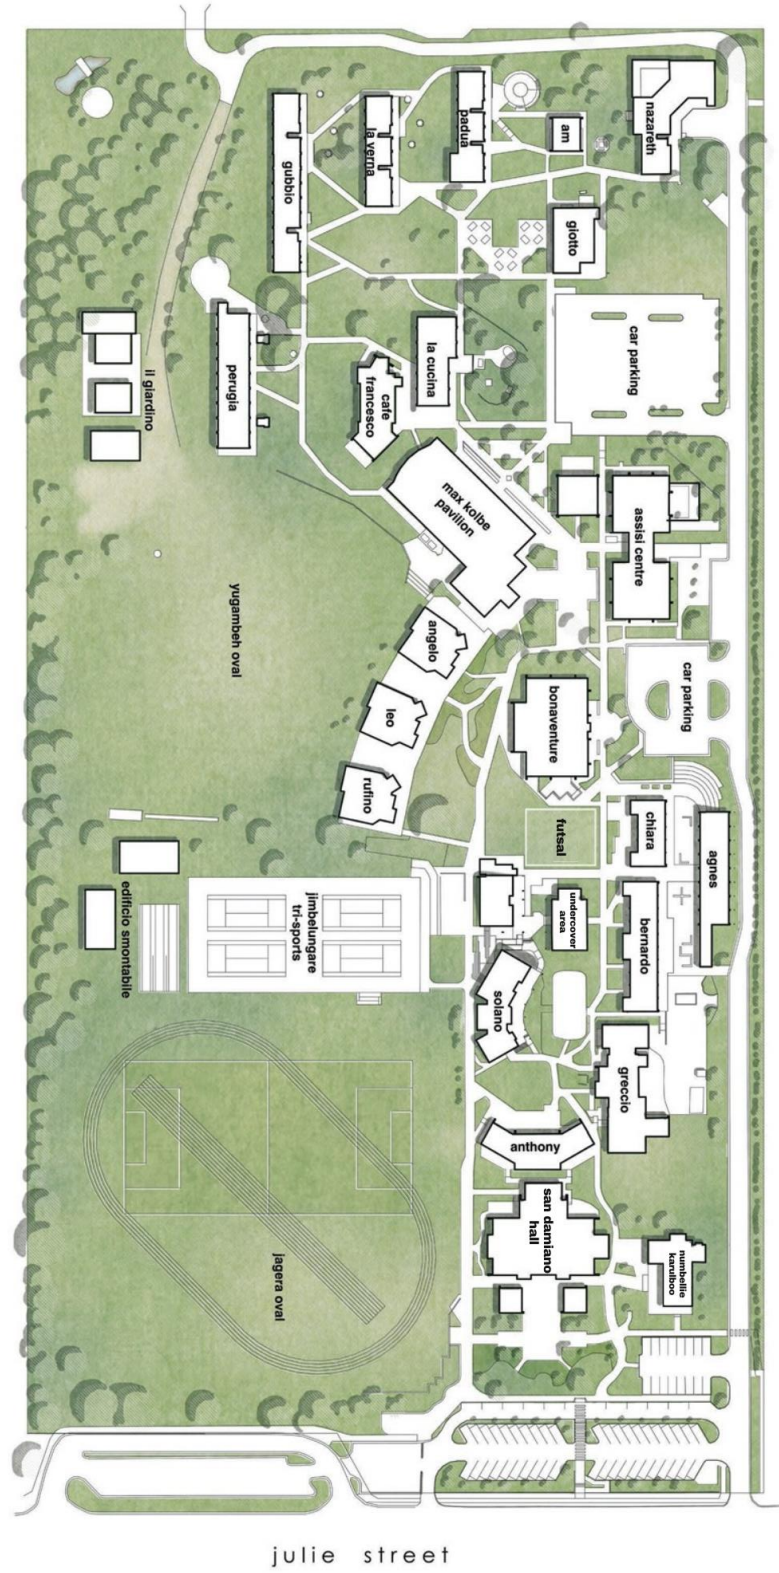 nazareth
am
padua
la verna
gubbio
giotto
car parking
la cucina
cafe
francesco
perugia
il giardino
max kolbe
pavilion
assisi centre
yugambeh oval
angelo
leo
rufino
bonaventure
car parking
futsal
chiara
agnes
undercover
area
bernardo
edificio smontabile
jimbelungare
tri-sports
solano
greccio
anthony
san damiano
hall
numbellie
karulboo
jagera oval
julie street